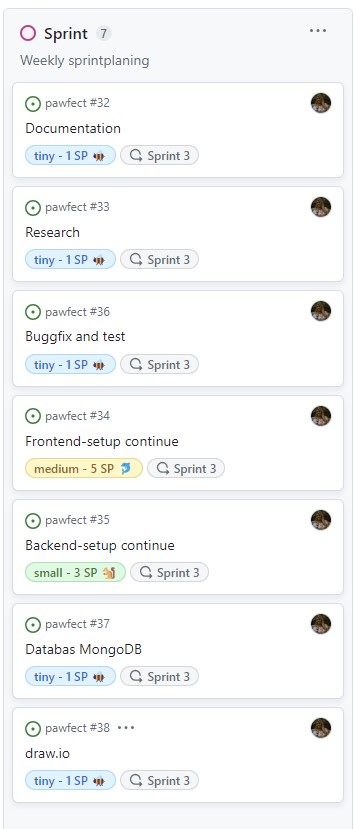 Sprint 7
Weekly sprintplaning
pawfect #32
Documentation
tiny - 1 SP 🐝 Sprint 3
pawfect #33
Research
tiny - 1 SP 🐝 Sprint 3
pawfect #36
Buggfix and test
tiny - 1 SP 🐝 Sprint 3
pawfect #34
Frontend-setup continue
medium - 5 SP 🐬 Sprint 3
pawfect #35
Backend-setup continue
small - 3 SP 🐿️ Sprint 3
pawfect #37
Databas MongoDB
tiny - 1 SP 🐝 Sprint 3
pawfect #38
draw.io
tiny - 1 SP 🐝 Sprint 3